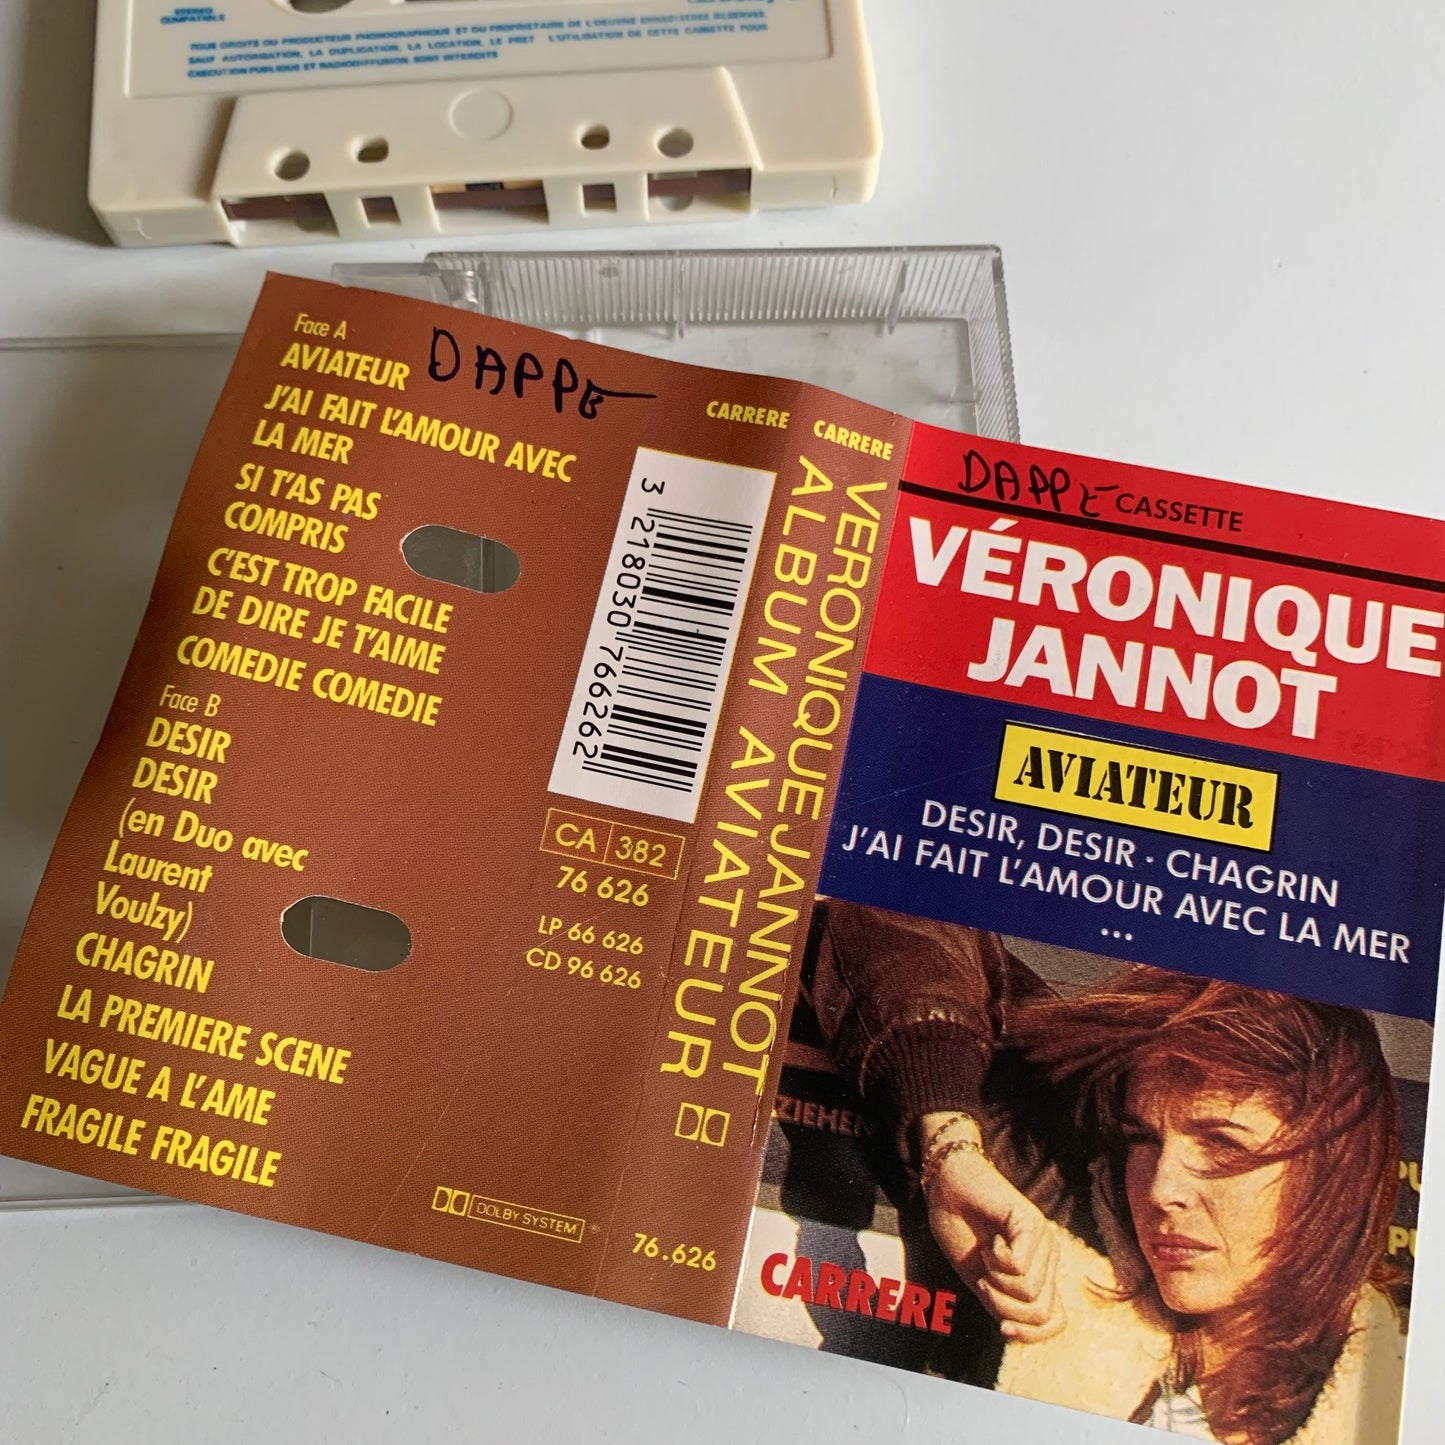 STEREO
COMPATIBLE
TOUS DROITS DU PRODUCTEUR PHONOGRAPHIQUE ET DU PROPRIETAIRE DE L'OEUVRE ENREGISTREE RESERVES,
SAUF AUTORISATION, LA DUPLICATION, LA LOCATION, LE PRET L'UTILISATION DE CETTE CASSETTE POUR
EXECUTION PUBLIQUE ET RADIODIFFUSION, SONT INTERDITS
Face A
AVIATEUR
DAPPE
J'AI FAIT L'AMOUR AVEC
LA MER
SI T'AS PAS
COMPRIS
C'EST TROP FACILE
DE DIRE JE T'AIME
COMEDIE COMEDIE
Face B
DESIR
DESIR
(en Duo avec
Laurent
Voulzy)
CHAGRIN
LA PREMIERE SCENE
VAGUE A L'AME
FRAGILE FRAGILE
3 218030 766262
CA 382
76 626
LP 66 626
CD 96 626
DOLBY SYSTEM
76.626
CARRERE
CARRERE
VERONIQUE JANNOT
ALBUM AVIATEUR
DAPPE
CASSETTE
VÉRONIQUE
JANNOT
AVIATEUR
DESIR, DESIR · CHAGRIN
J'AI FAIT L'AMOUR AVEC LA MER
...
ZIEHEN
PU
PU
CARRERE